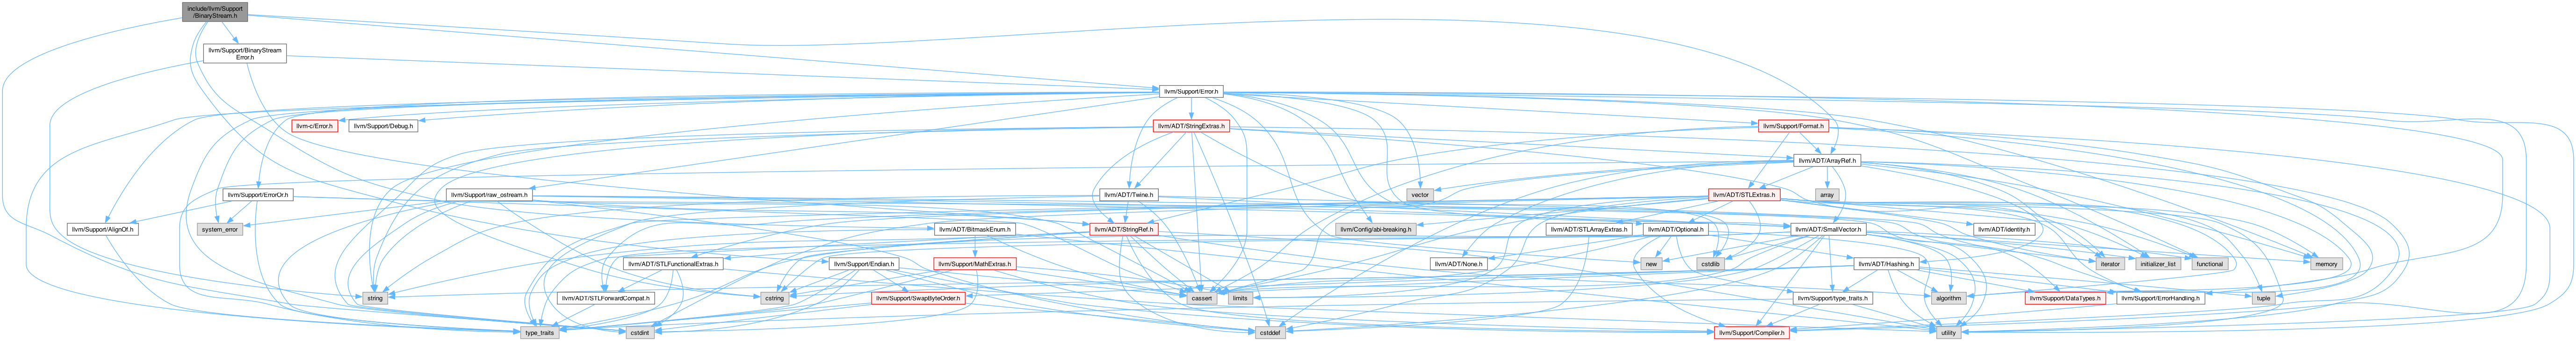 include/llvm/Support
/BinaryStream.h
llvm/Support/BinaryStream
Error.h
llvm/Support/Error.h
llvm-c/Error.h
llvm/Support/Debug.h
llvm/ADT/StringExtras.h
llvm/Support/Format.h
llvm/ADT/ArrayRef.h
llvm/Support/ErrorOr.h
llvm/Support/raw_ostream.h
llvm/ADT/Twine.h
vector
llvm/ADT/STLExtras.h
array
llvm/Support/AlignOf.h
system_error
llvm/ADT/StringRef.h
llvm/ADT/BitmaskEnum.h
llvm/Config/abi-breaking.h
llvm/ADT/STLArrayExtras.h
llvm/ADT/Optional.h
llvm/ADT/SmallVector.h
llvm/ADT/identity.h
llvm/ADT/STLFunctionalExtras.h
llvm/Support/Endian.h
llvm/Support/MathExtras.h
llvm/ADT/None.h
new
cstdlib
llvm/ADT/Hashing.h
iterator
initializer_list
functional
memory
string
llvm/ADT/STLForwardCompat.h
cstring
llvm/Support/SwapByteOrder.h
cassert
limits
llvm/Support/type_traits.h
algorithm
llvm/Support/DataTypes.h
llvm/Support/ErrorHandling.h
tuple
type_traits
cstdint
cstddef
llvm/Support/Compiler.h
utility